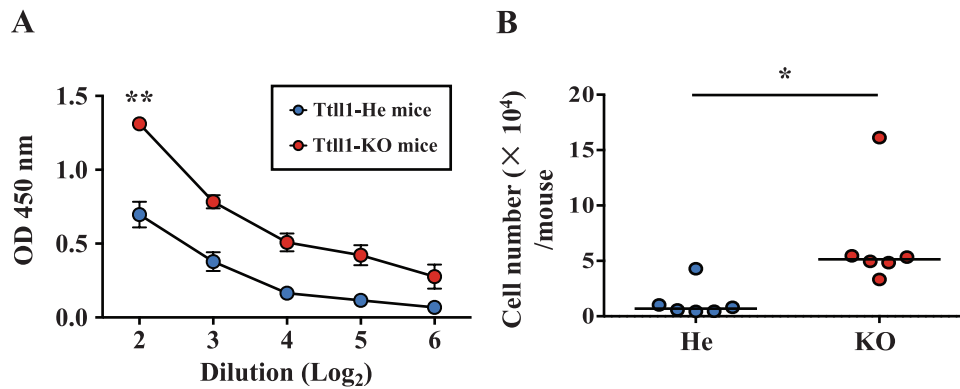 A
OD 450 nm
1.5
1.0
0.5
0.0
**
Ttll1-He mice
Ttll1-KO mice
2 3 4 5 6
Dilution (Log₂)
B
Cell number (× 10⁴)
/mouse
20
15
10
5
0
*
He KO